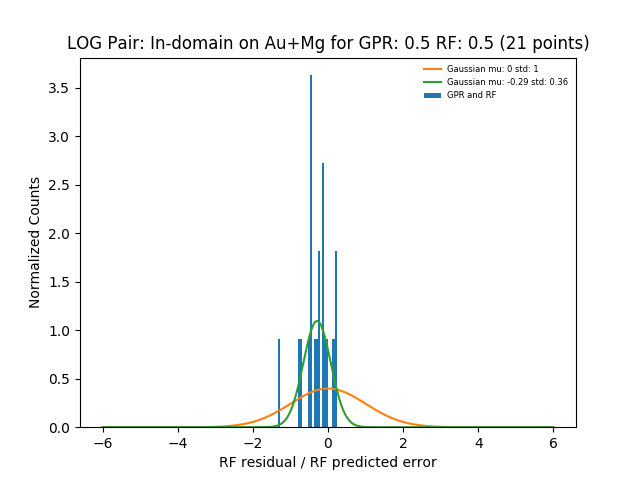 LOG Pair: In-domain on Au+Mg for GPR: 0.5 RF: 0.5 (21 points)
Gaussian mu: 0 std: 1
Gaussian mu: -0.29 std: 0.36
GPR and RF
Normalized Counts
3.5
3.0
2.5
2.0
1.5
1.0
0.5
0.0
−6 −4 −2 0 2 4 6
RF residual / RF predicted error